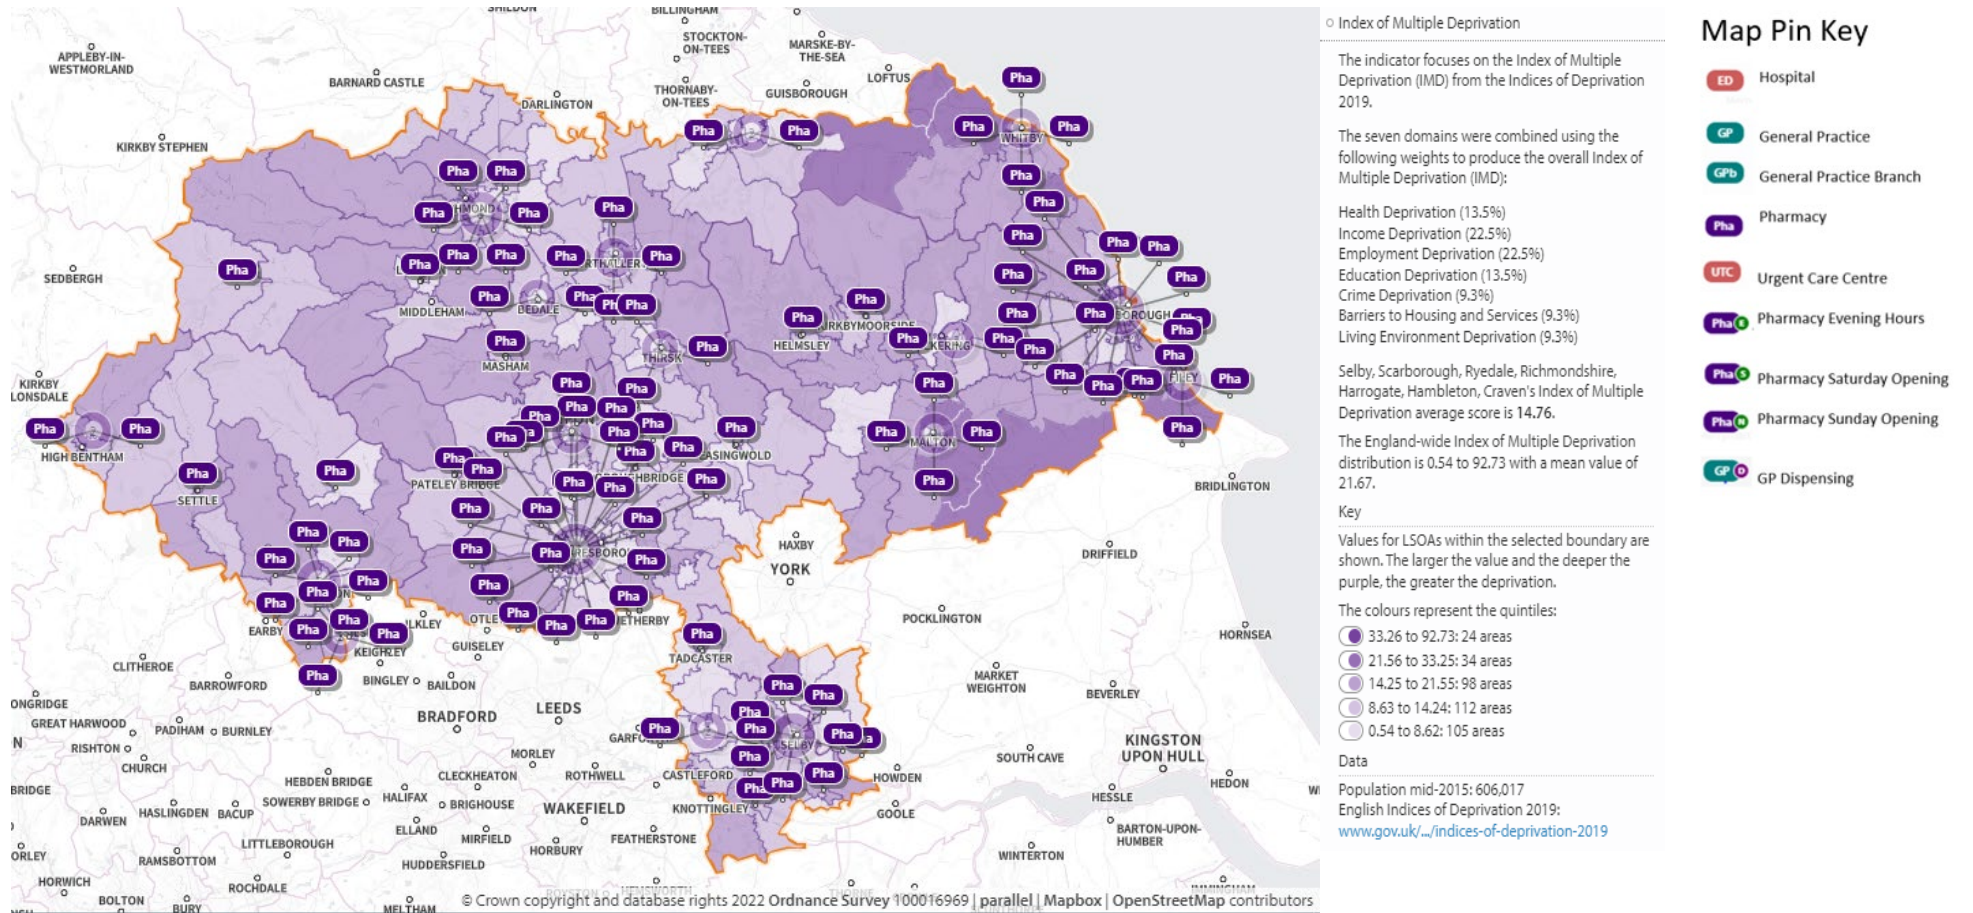 SHILDON
BILLINGHAM
STOCKTON-
ON-TEES
MARSKE-BY-
THE-SEA
APPLEBY-IN-
WESTMORLAND
BARNARD CASTLE
LOFTUS
THORNABY-
ON-TEES
GUISBOROUGH
DARLINGTON
KIRKBY STEPHEN
WHITBY
SEDBERGH
MIDDLEHAM
BEDALE
MASHAM
THIRSK
HELMSLEY
KIRKBY
LONSDALE
HIGH BENTHAM
SETTLE
PATELEY BRIDGE
MALTON
BRIDLINGTON
HAXBY
YORK
DRIFFIELD
POCKLINGTON
HORNSEA
EARBY
OTLE
GUISELEY
KEIGHLEY
BINGLEY
BAILDON
CLITHEROE
BARROWFORD
TADCASTER
MARKET
WEIGHTON
BEVERLEY
GREAT HARWOOD
PADIHAM
BURNLEY
BRADFORD
LEEDS
RISHTON
CHURCH
MORLEY
SELBY
SOUTH CAVE
KINGSTON
UPON HULL
HEBDEN BRIDGE
CLECKHEATON
ROTHWELL
CASTLEFORD
HOWDEN
HEDON
SOWERBY BRIDGE
HALIFAX
BRIGHOUSE
WAKEFIELD
KNOTTINGLEY
HESSLE
GOOLE
DARWEN
HASLINGDEN
BACUP
ELLAND
MIRFIELD
HORBURY
FEATHERSTONE
BARTON-UPON-
HUMBER
LITTLEBOROUGH
RAMSBOTTOM
HUDDERSFIELD
WINTERTON
HORWICH
ROCHDALE
BOLTON
BURY
MELTHAM
HEMSWORTH
THORNE
IMMINGHAM
Pha
© Crown copyright and database rights 2022 Ordnance Survey 100016969 | parallel | Mapbox | OpenStreetMap contributors
Index of Multiple Deprivation
The indicator focuses on the Index of Multiple
Deprivation (IMD) from the Indices of Deprivation
2019.
The seven domains were combined using the
following weights to produce the overall Index of
Multiple Deprivation (IMD):
Health Deprivation (13.5%)
Income Deprivation (22.5%)
Employment Deprivation (22.5%)
Education Deprivation (13.5%)
Crime Deprivation (9.3%)
Barriers to Housing and Services (9.3%)
Living Environment Deprivation (9.3%)
Selby, Scarborough, Ryedale, Richmondshire,
Harrogate, Hambleton, Craven's Index of Multiple
Deprivation average score is 14.76.
The England-wide Index of Multiple Deprivation
distribution is 0.54 to 92.73 with a mean value of
21.67.
Key
Values for LSOAs within the selected boundary are
shown. The larger the value and the deeper the
purple, the greater the deprivation.
The colours represent the quintiles:
33.26 to 92.73: 24 areas
21.56 to 33.25: 34 areas
14.25 to 21.55: 98 areas
8.63 to 14.24: 112 areas
0.54 to 8.62: 105 areas
Data
Population mid-2015: 606,017
English Indices of Deprivation 2019:
www.gov.uk/.../indices-of-deprivation-2019
Map Pin Key
ED Hospital
GP General Practice
GPb General Practice Branch
Pha Pharmacy
UTC Urgent Care Centre
Pha E Pharmacy Evening Hours
Pha S Pharmacy Saturday Opening
Pha N Pharmacy Sunday Opening
GP D GP Dispensing